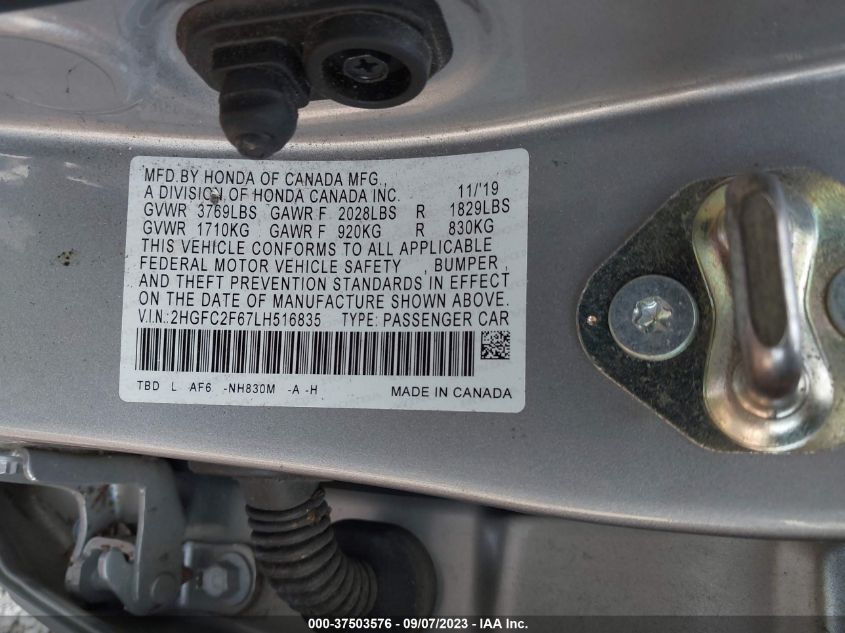 MFD.BY HONDA OF CANADA MFG.,
A DIVISION OF HONDA CANADA INC. 11/'19
GVWR 3769LBS GAWR F 2028LBS R 1829LBS
GVWR 1710KG GAWR F 920KG R 830KG
THIS VEHICLE CONFORMS TO ALL APPLICABLE
FEDERAL MOTOR VEHICLE SAFETY , BUMPER ,
AND THEFT PREVENTION STANDARDS IN EFFECT
ON THE DATE OF MANUFACTURE SHOWN ABOVE.
V.I.N.:2HGFC2F67LH516835 TYPE: PASSENGER CAR
TBD L AF6 -NH830M -A -H MADE IN CANADA
000-37503576 - 09/07/2023 - IAA Inc.